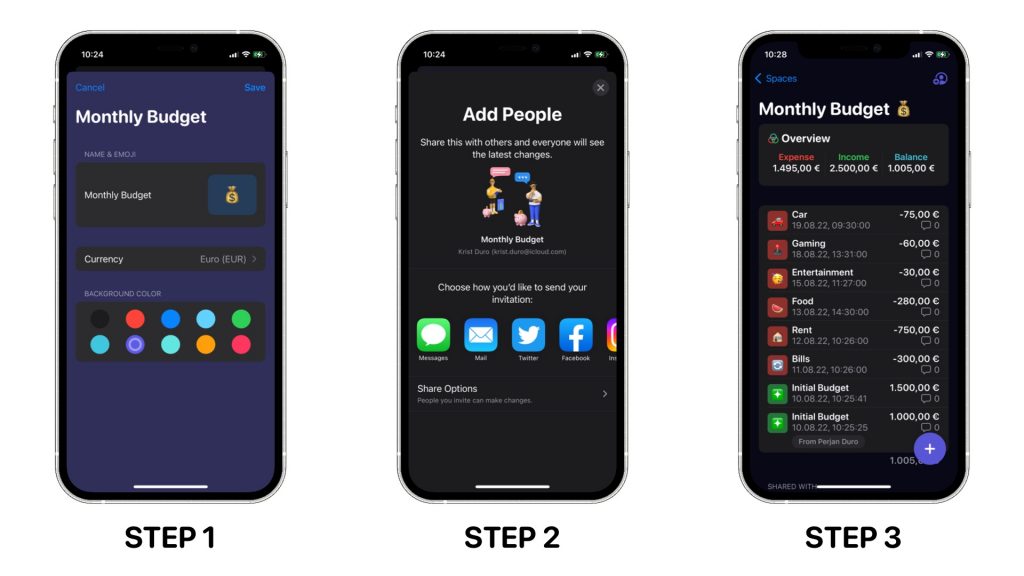 10:24
Cancel
Save
Monthly Budget
NAME & EMOJI
Monthly Budget
Currency
Euro (EUR)
BACKGROUND COLOR
STEP 1
10:24
Add People
Share this with others and everyone will see
the latest changes.
Monthly Budget
Krist Duro (krist.duro@icloud.com)
Choose how you'd like to send your
invitation:
Messages
Mail
Twitter
Facebook
Share Options
People you invite can make changes.
STEP 2
10:28
Spaces
Monthly Budget
Overview
Expense Income Balance
1.495,00 € 2.500,00 € 1.005,00 €
Car -75,00 €
19.08.22, 09:30:00 0
Gaming -60,00 €
18.08.22, 13:31:00 0
Entertainment -30,00 €
15.08.22, 11:27:00 0
Food -280,00 €
13.08.22, 14:30:00 0
Rent -750,00 €
12.08.22, 10:26:00 0
Bills -300,00 €
11.08.22, 10:26:00 0
Initial Budget 1.500,00 €
10.08.22, 10:25:41 0
Initial Budget 1.000,00 €
10.08.22, 10:25:25 0
From Perjan Duro
SHARED WITH
STEP 3